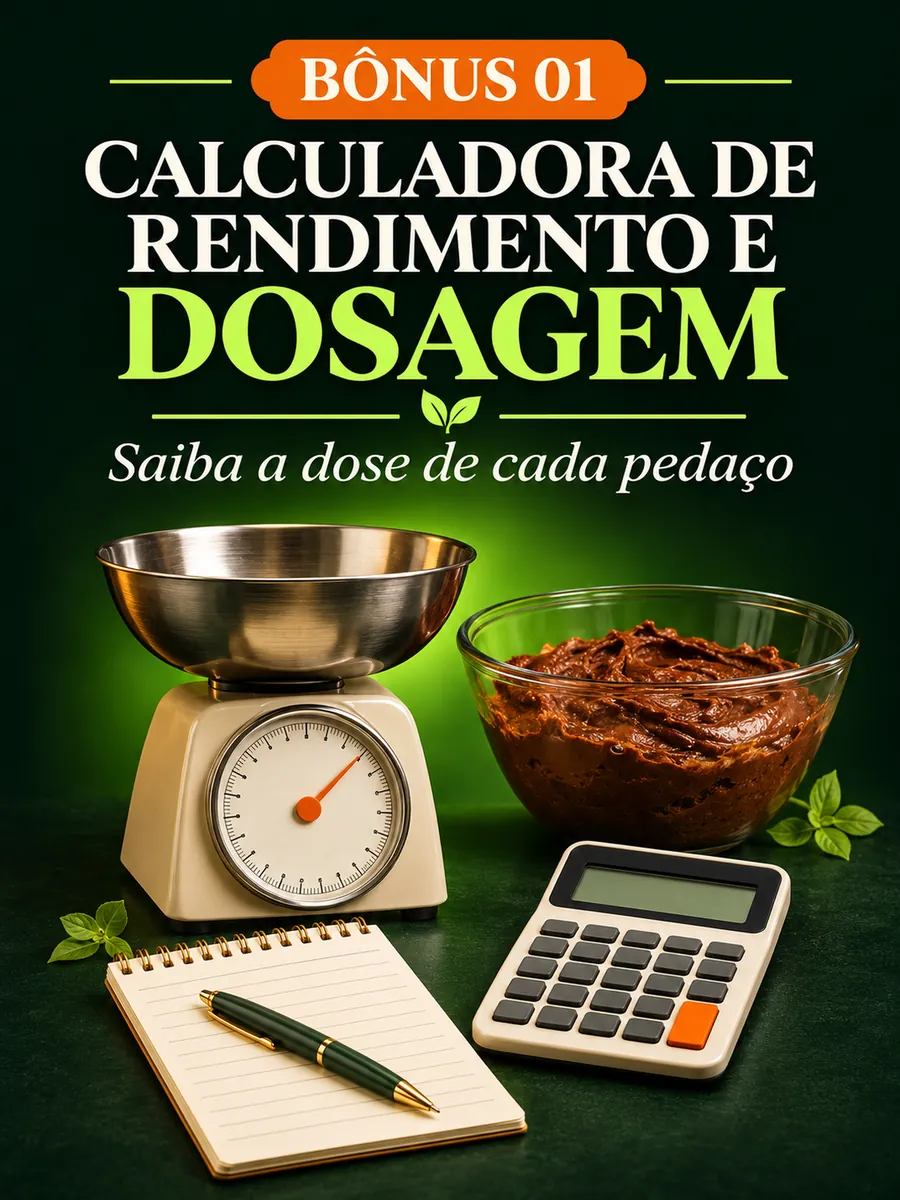 BÔNUS 01
CALCULADORA DE
RENDIMENTO E
DOSAGEM
Saiba a dose de cada pedaço